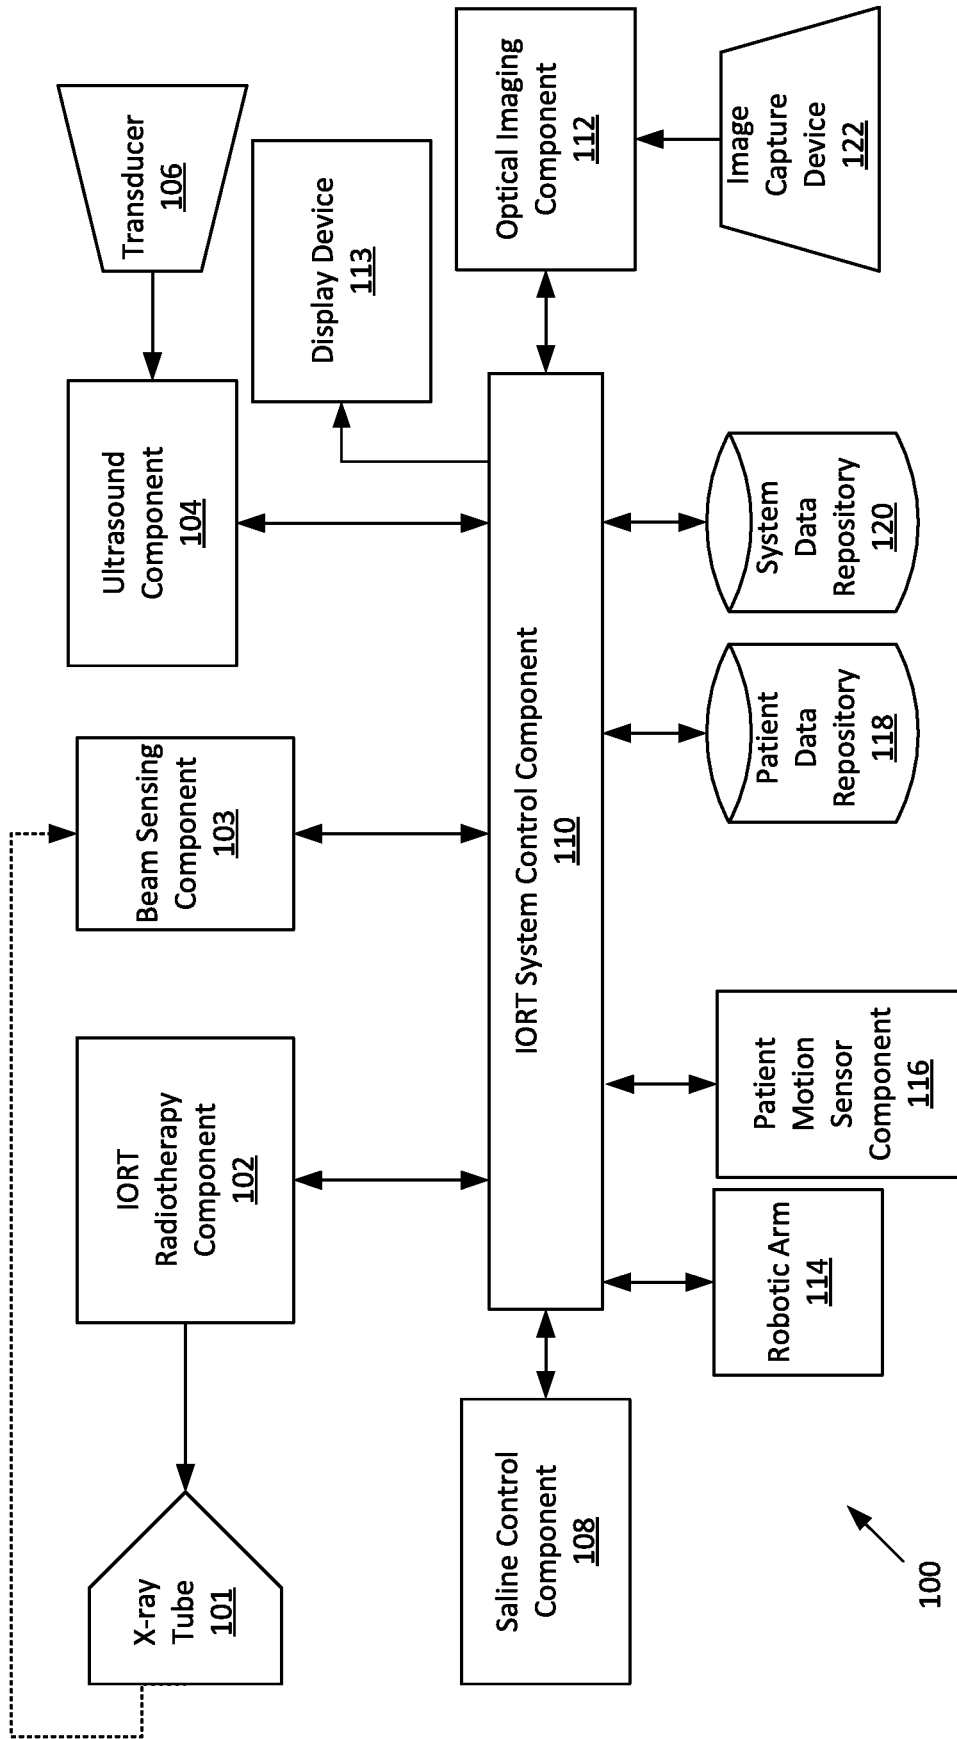 X-ray
Tube
101
IORT
Radiotherapy
Component
102
Beam Sensing
Component
103
Ultrasound
Component
104
Transducer
106
Display Device
113
Saline Control
Component
108
IORT System Control Component
110
Optical Imaging
Component
112
Robotic Arm
114
Patient
Motion
Sensor
Component
116
Patient
Data
Repository
118
System
Data
Repository
120
Image
Capture
Device
122
100